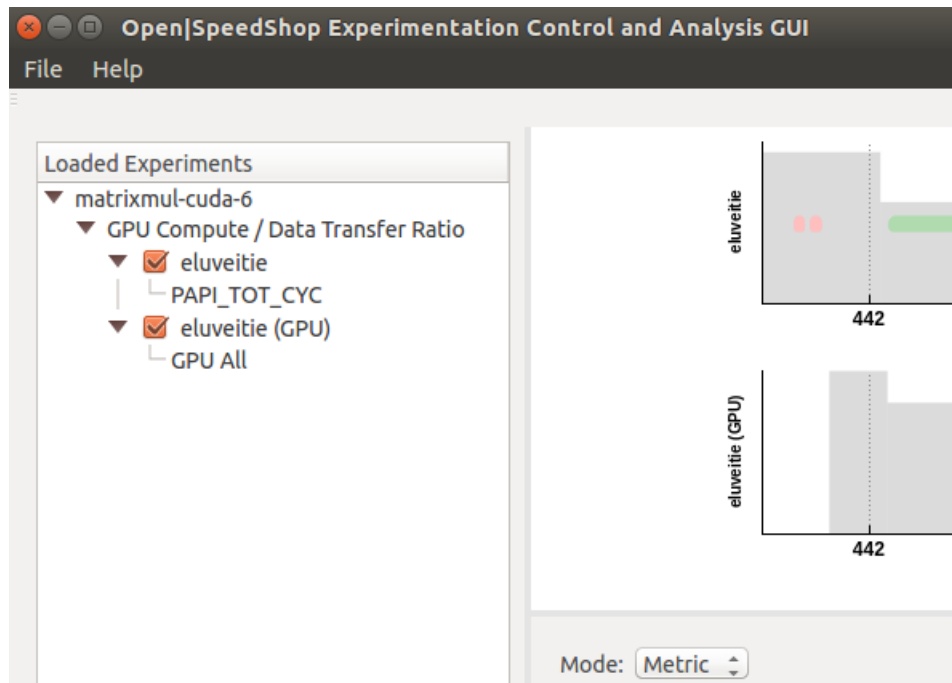 Open|SpeedShop Experimentation Control and Analysis GUI
File Help
Loaded Experiments
matrixmul-cuda-6
GPU Compute / Data Transfer Ratio
eluveitie
PAPI_TOT_CYC
eluveitie (GPU)
GPU All
eluveitie
442
eluveitie (GPU)
442
Mode: Metric